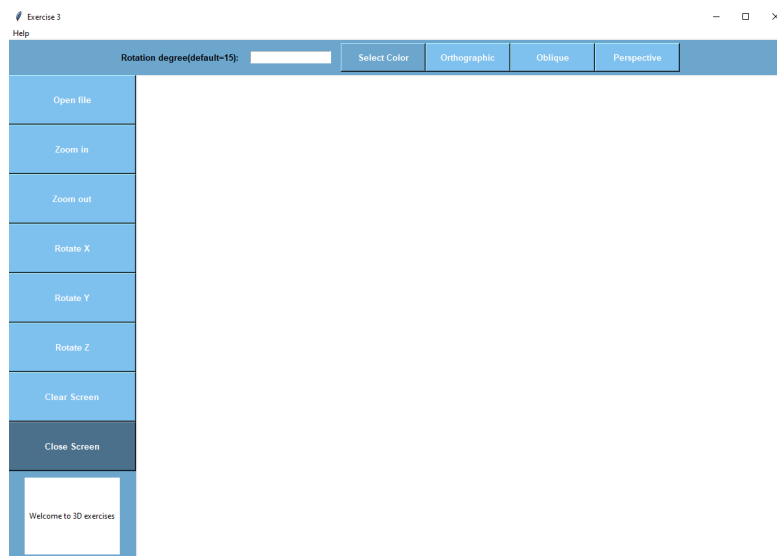 Exercise 3
Help
Rotation degree(default=15):
Select Color
Orthographic
Oblique
Perspective
Open file
Zoom in
Zoom out
Rotate X
Rotate Y
Rotate Z
Clear Screen
Close Screen
Welcome to 3D exercises